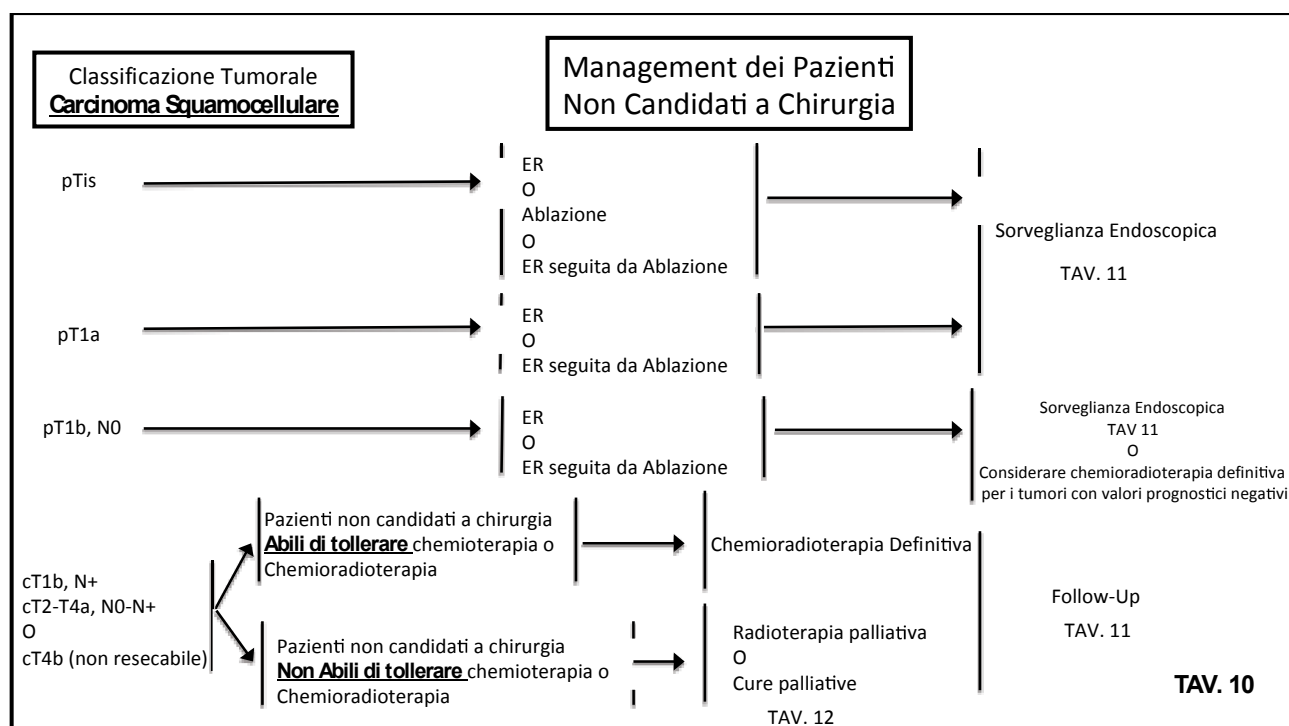 Classificazione Tumorale
Carcinoma Squamocellulare
Management dei Pazienti
Non Candidati a Chirurgia
pTis
ER
O
Ablazione
O
ER seguita da Ablazione
Sorveglianza Endoscopica
TAV. 11
pT1a
ER
O
ER seguita da Ablazione
pT1b, N0
ER
O
ER seguita da Ablazione
Sorveglianza Endoscopica
TAV 11
O
Considerare chemioradioterapia definitiva
per i tumori con valori prognostici negativi
cT1b, N+
cT2-T4a, N0-N+
O
cT4b (non resecabile)
Pazienti non candidati a chirurgia
Abili di tollerare chemioterapia o
Chemioradioterapia
Chemioradioterapia Definitiva
Pazienti non candidati a chirurgia
Non Abili di tollerare chemioterapia o
Chemioradioterapia
Radioterapia palliativa
O
Cure palliative
TAV. 12
Follow-Up
TAV. 11
TAV. 10